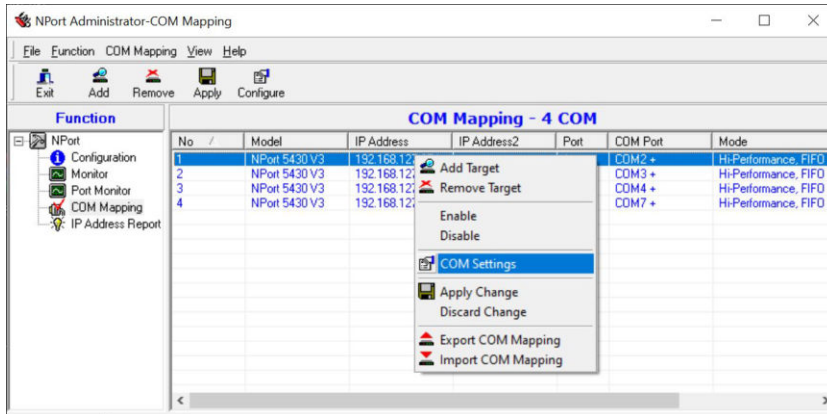 NPort Administrator-COM Mapping
File Function COM Mapping View Help
Exit Add Remove Apply Configure
Function
COM Mapping - 4 COM
NPort
Configuration
Monitor
Port Monitor
COM Mapping
IP Address Report
No / Model IP Address IP Address2 Port COM Port Mode
1 NPort 5430 V3 192.168.12 COM2 + Hi-Performance, FIFO
2 NPort 5430 V3 192.168.12 COM3 + Hi-Performance, FIFO
3 NPort 5430 V3 192.168.12 COM4 + Hi-Performance, FIFO
4 NPort 5430 V3 192.168.12 COM7 + Hi-Performance, FIFO
Add Target
Remove Target
Enable
Disable
COM Settings
Apply Change
Discard Change
Export COM Mapping
Import COM Mapping